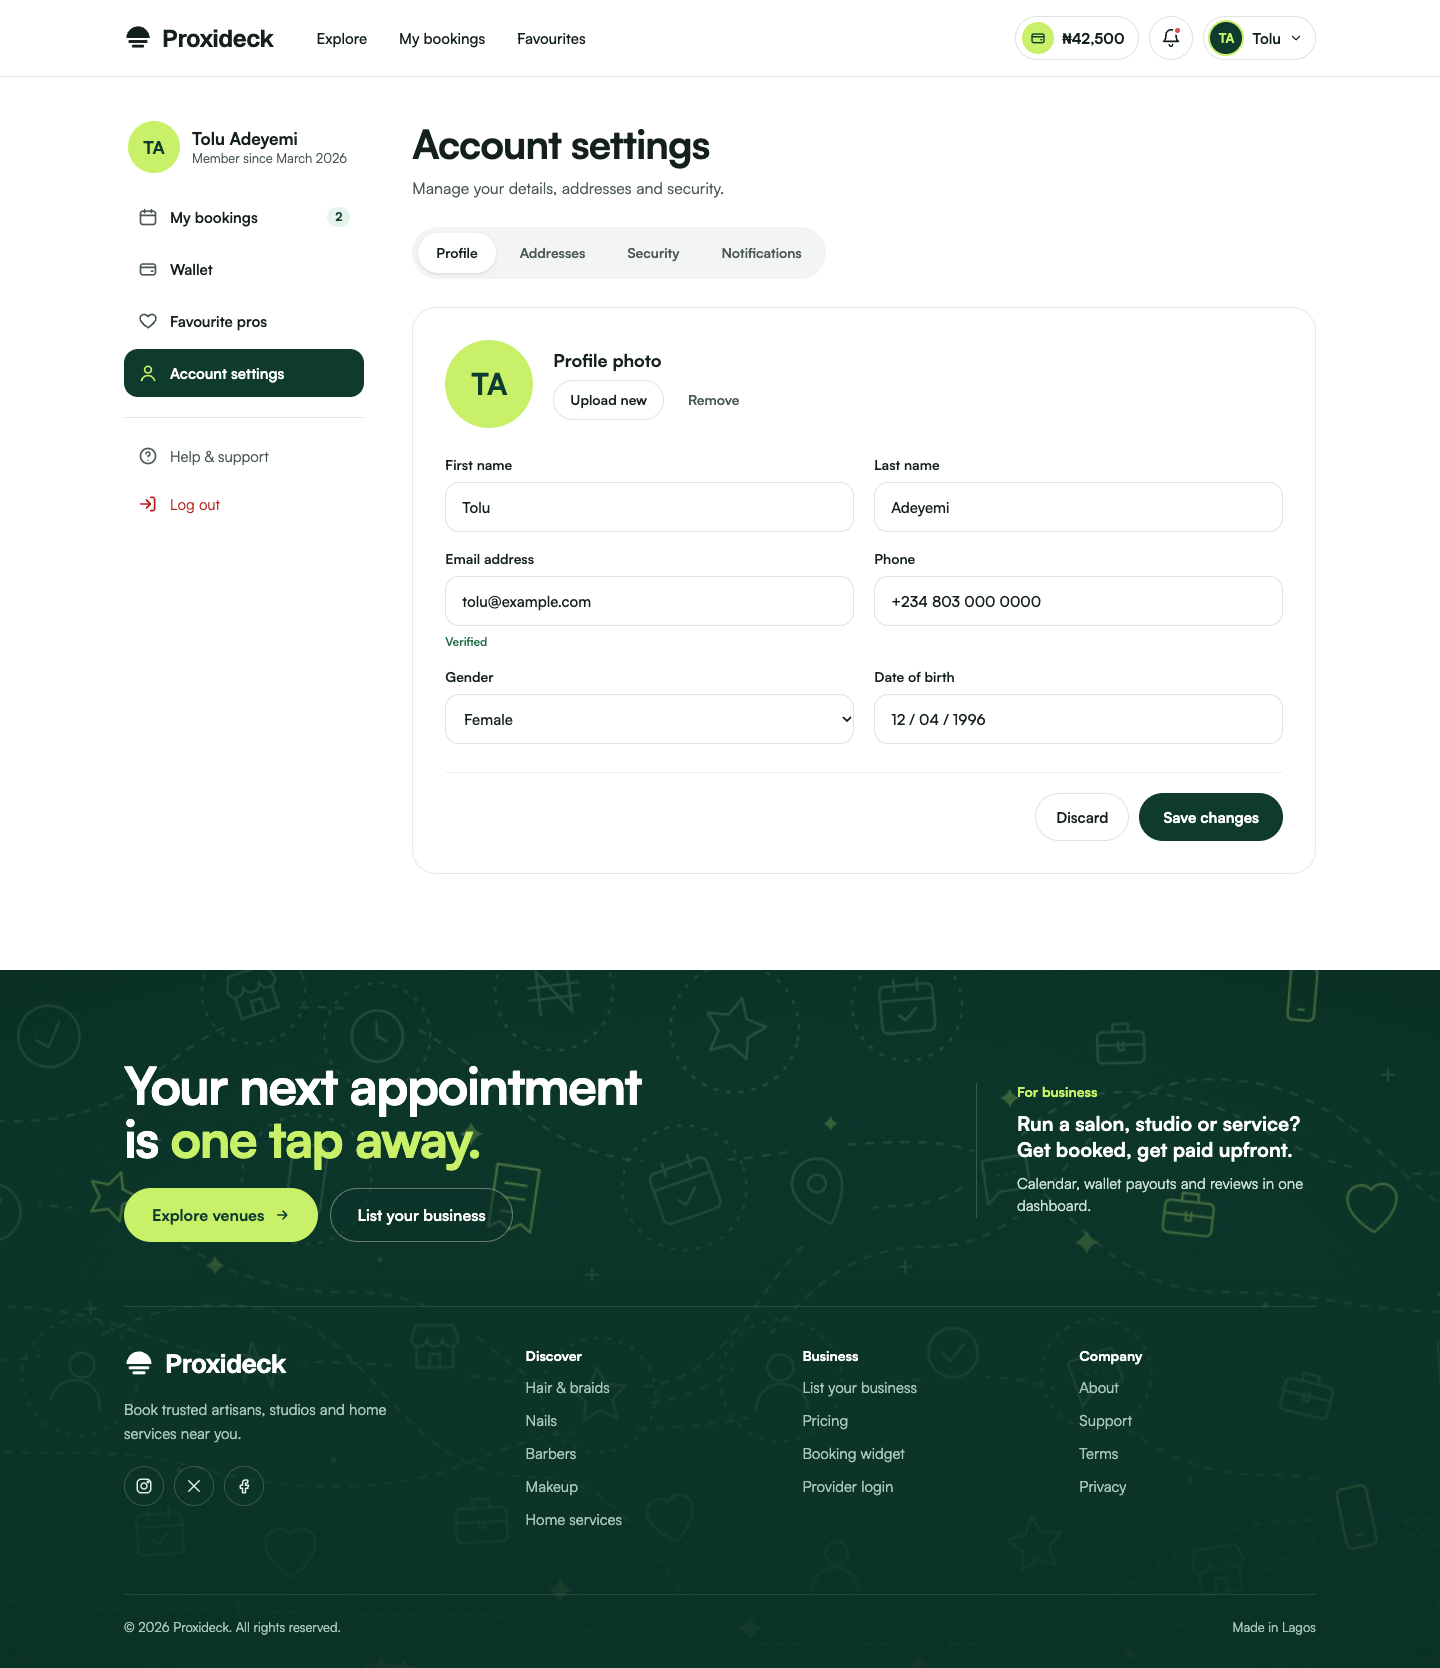 Proxideck
Explore
My bookings
Favourites
₦42,500
TA
Tolu
TA
Tolu Adeyemi
Member since March 2026
My bookings
2
Wallet
Favourite pros
Account settings
Help & support
Log out
Account settings
Manage your details, addresses and security.
Profile
Addresses
Security
Notifications
TA
Profile photo
Upload new
Remove
First name
Last name
Tolu
Adeyemi
Email address
Phone
tolu@example.com
+234 803 000 0000
Verified
Gender
Date of birth
Female
12 / 04 / 1996
Discard
Save changes
Your next appointment
is one tap away.
Explore venues
List your business
For business
Run a salon, studio or service?
Get booked, get paid upfront.
Calendar, wallet payouts and reviews in one
dashboard.
Proxideck
Book trusted artisans, studios and home
services near you.
Discover
Hair & braids
Nails
Barbers
Makeup
Home services
Business
List your business
Pricing
Booking widget
Provider login
Company
About
Support
Terms
Privacy
© 2026 Proxideck. All rights reserved.
Made in Lagos